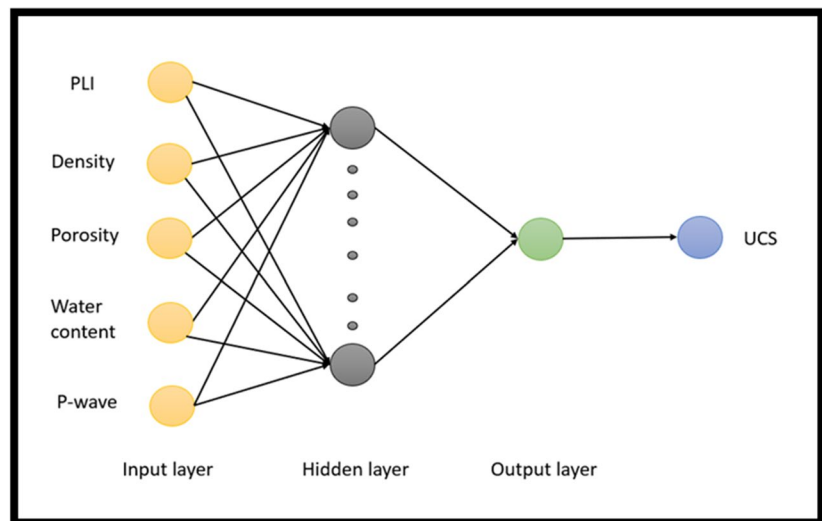 PLI
Density
Porosity
Water
content
P-wave
UCS
Input layer
Hidden layer
Output layer